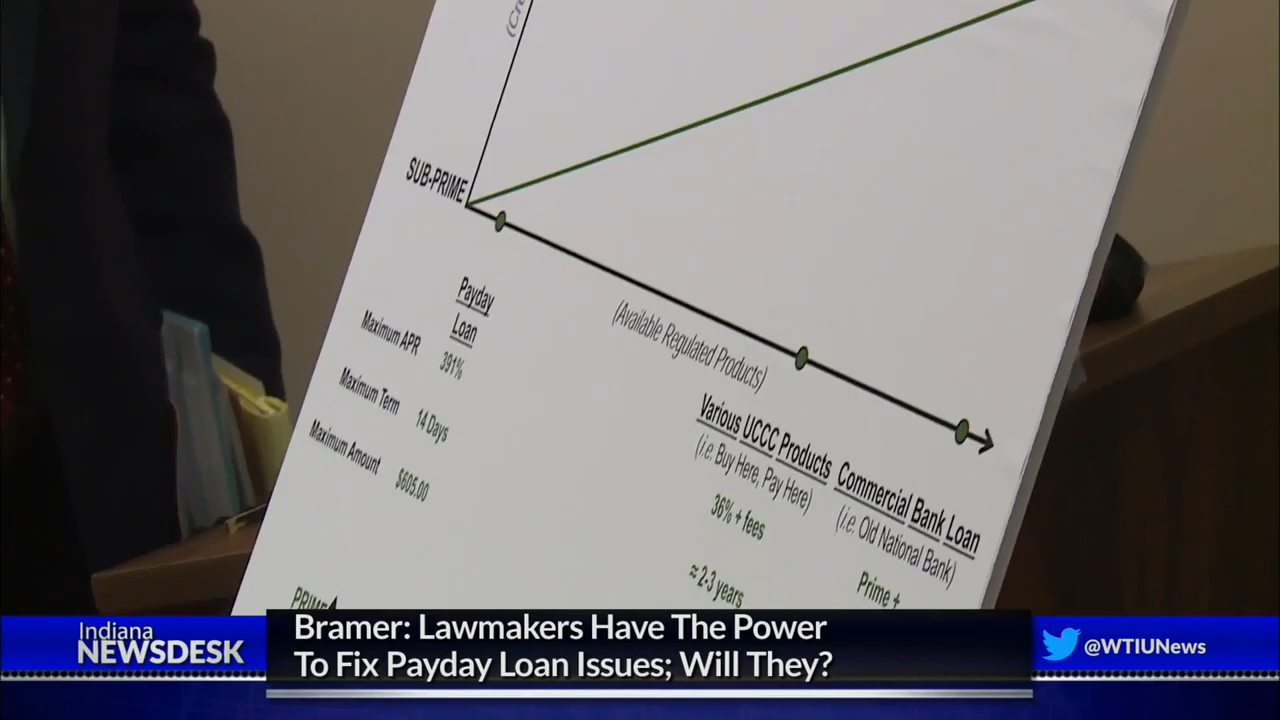 (Cre
SUB-PRIME
Payday
Loan
Maximum APR
391%
Maximum Term
14 Days
Maximum Amount
$605.00
(Available Regulated Products)
Various UCCC Products
(i.e. Buy Here, Pay Here)
36% + fees
≈ 2-3 years
Commercial Bank Loan
(i.e. Old National Bank)
Prime +
PRIME
Indiana
NEWSDESK
Bramer: Lawmakers Have The Power
To Fix Payday Loan Issues; Will They?
@WTIUNews